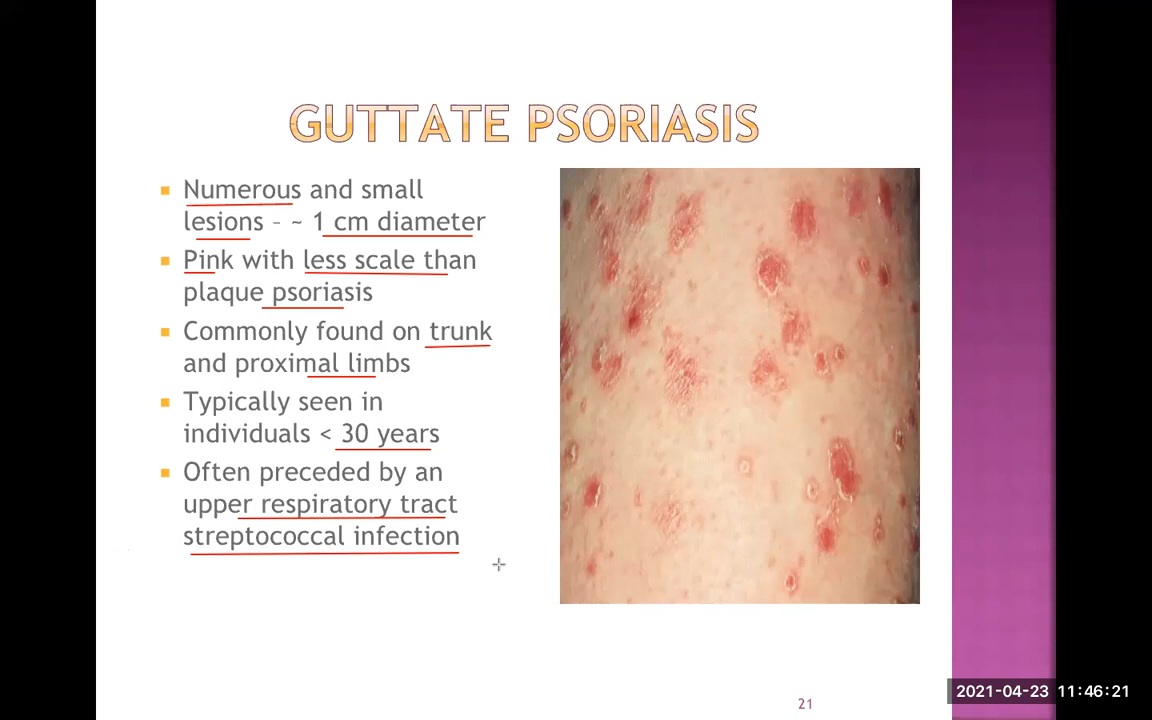 GUTTATE PSORIASIS
Numerous and small
lesions – ~ 1 cm diameter
Pink with less scale than
plaque psoriasis
Commonly found on trunk
and proximal limbs
Typically seen in
individuals < 30 years
Often preceded by an
upper respiratory tract
streptococcal infection
21
2021-04-23 11:46:21